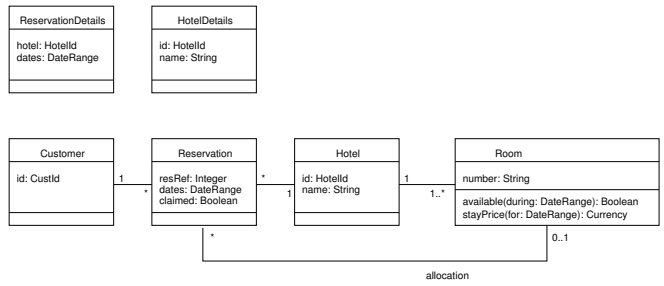 ReservationDetails
hotel: HotelId
dates: DateRange
HotelDetails
id: HotelId
name: String
Customer
id: CustId
1
*
Reservation
resRef: Integer
dates: DateRange
claimed: Boolean
*
1
Hotel
id: HotelId
name: String
1
1..*
Room
number: String
available(during: DateRange): Boolean
stayPrice(for: DateRange): Currency
*
0..1
allocation